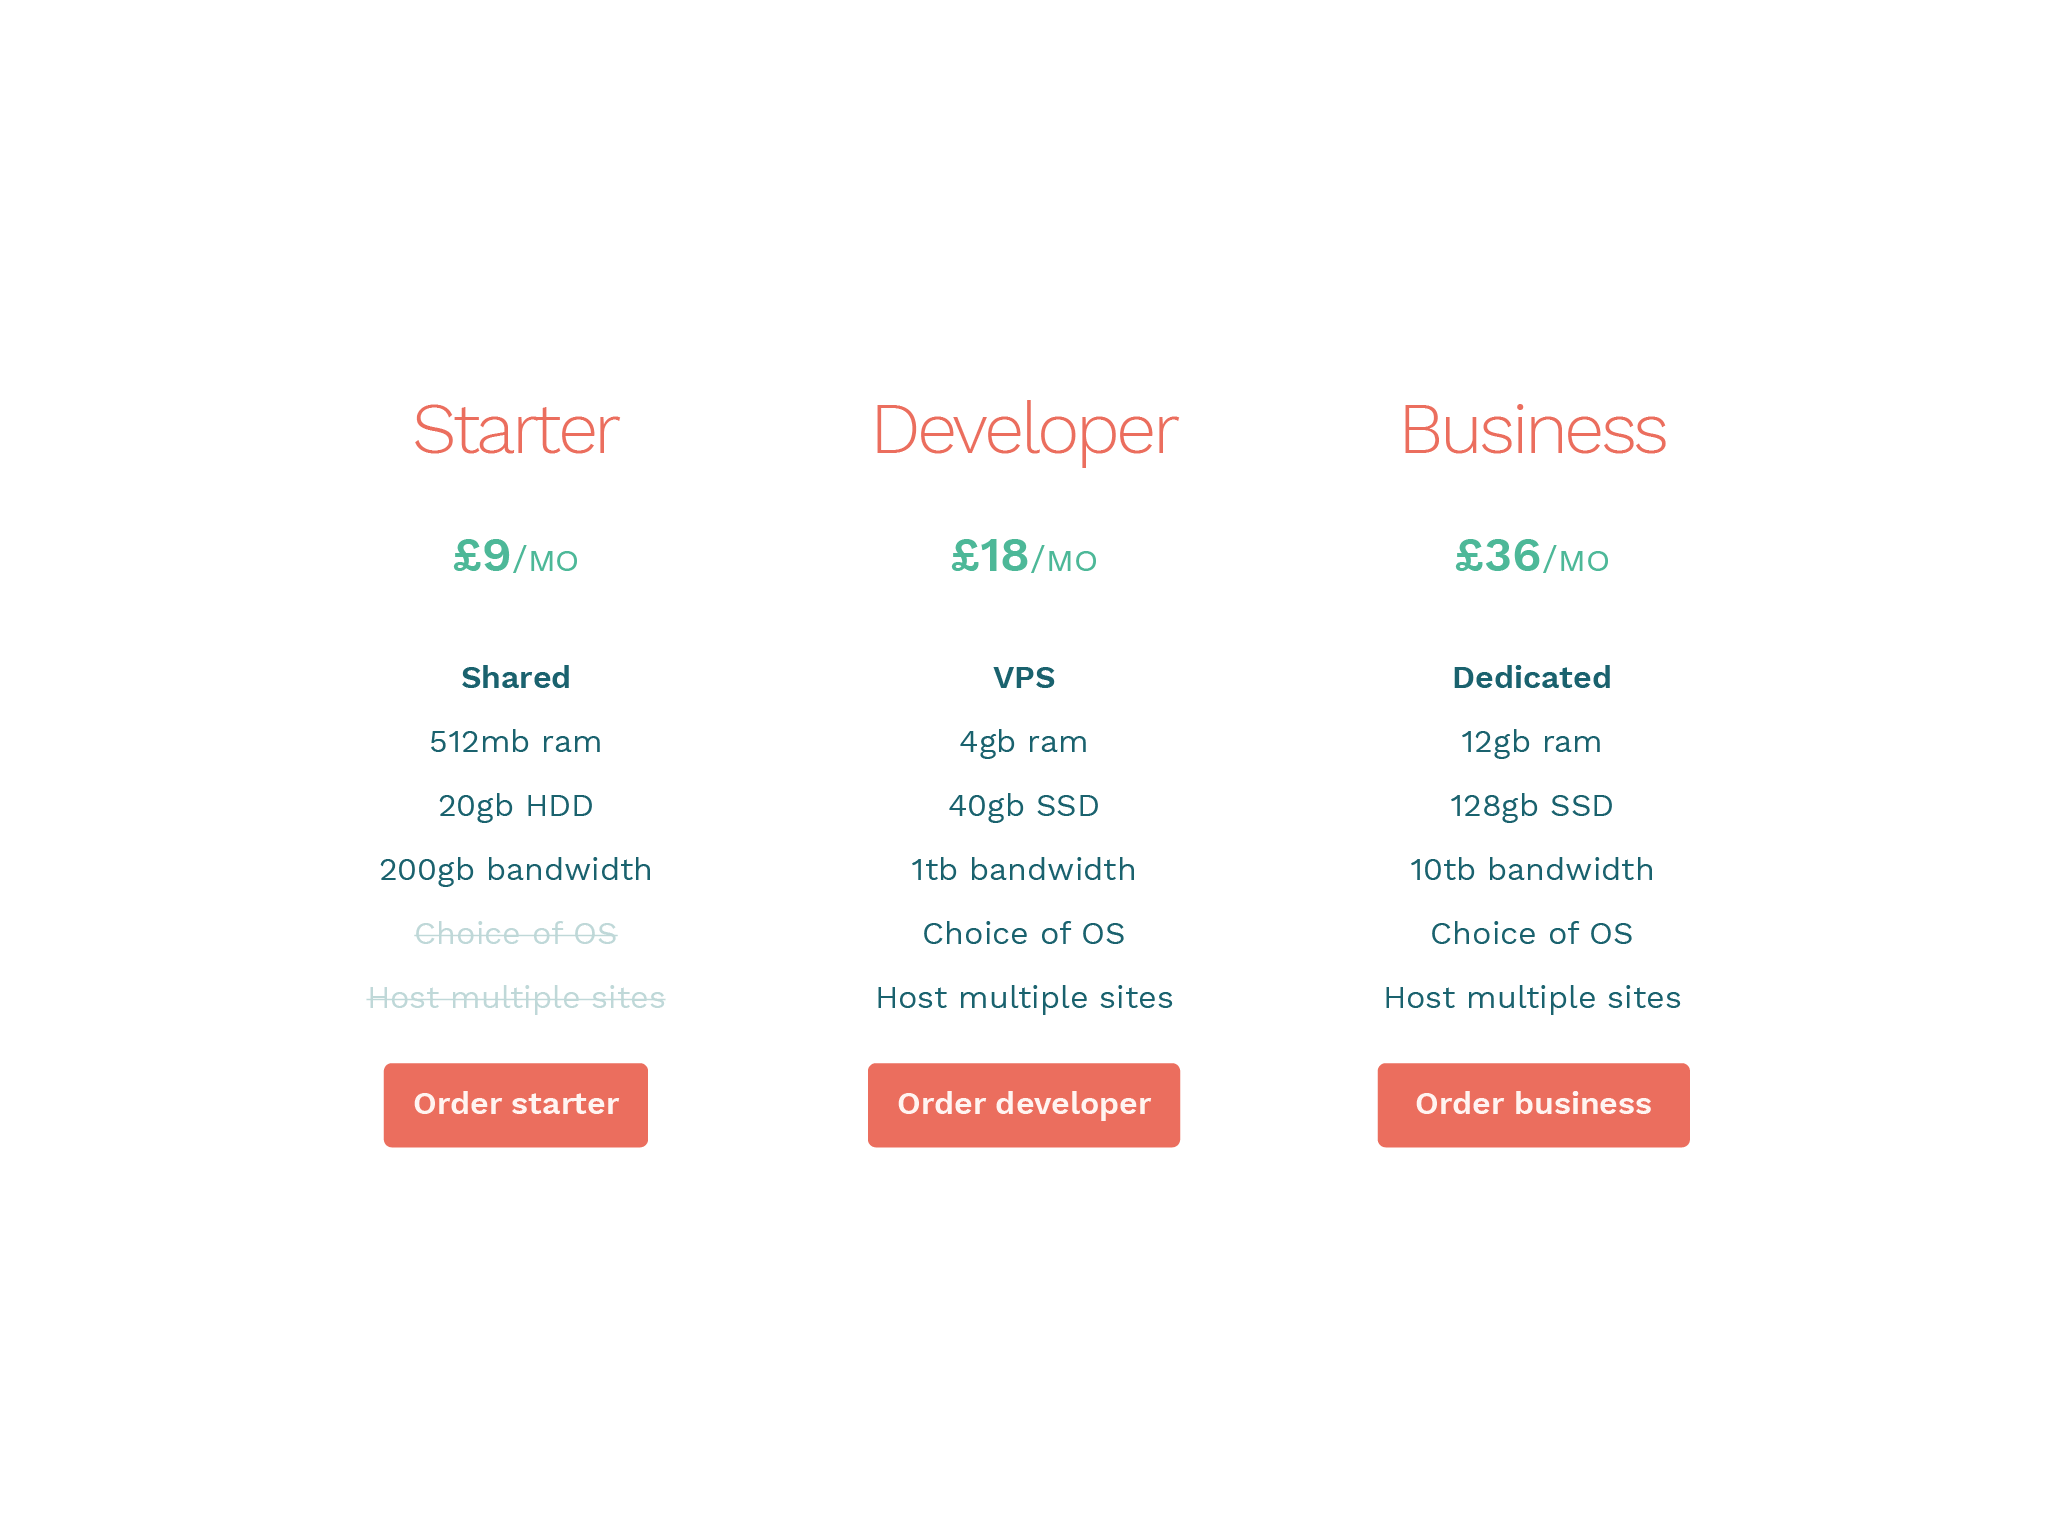 Starter
£9/MO
Shared
512mb ram
20gb HDD
200gb bandwidth
Choice of OS
Host multiple sites
Order starter
Developer
£18/MO
VPS
4gb ram
40gb SSD
1tb bandwidth
Choice of OS
Host multiple sites
Order developer
Business
£36/MO
Dedicated
12gb ram
128gb SSD
10tb bandwidth
Choice of OS
Host multiple sites
Order business